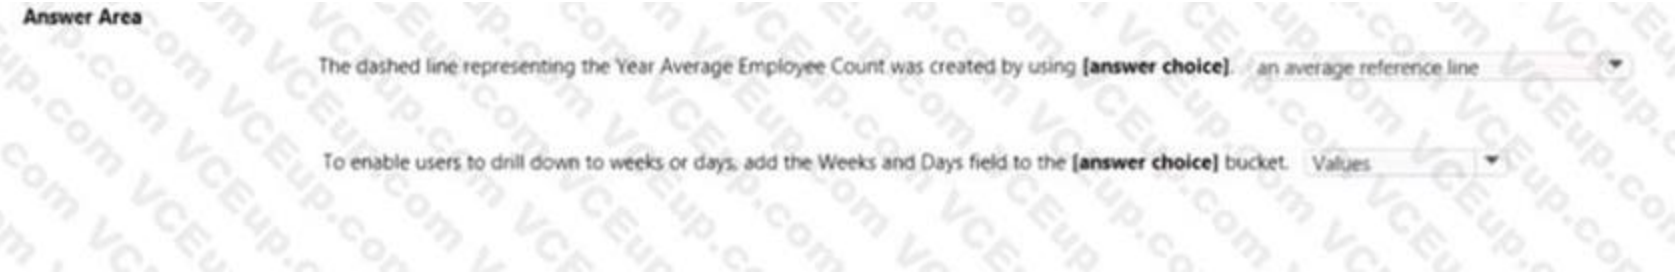 Answer Area
The dashed line representing the Year Average Employee Count was created by using [answer choice]. an average reference line
To enable users to drill down to weeks or days, add the Weeks and Days field to the [answer choice] bucket. Values
VCEup.com